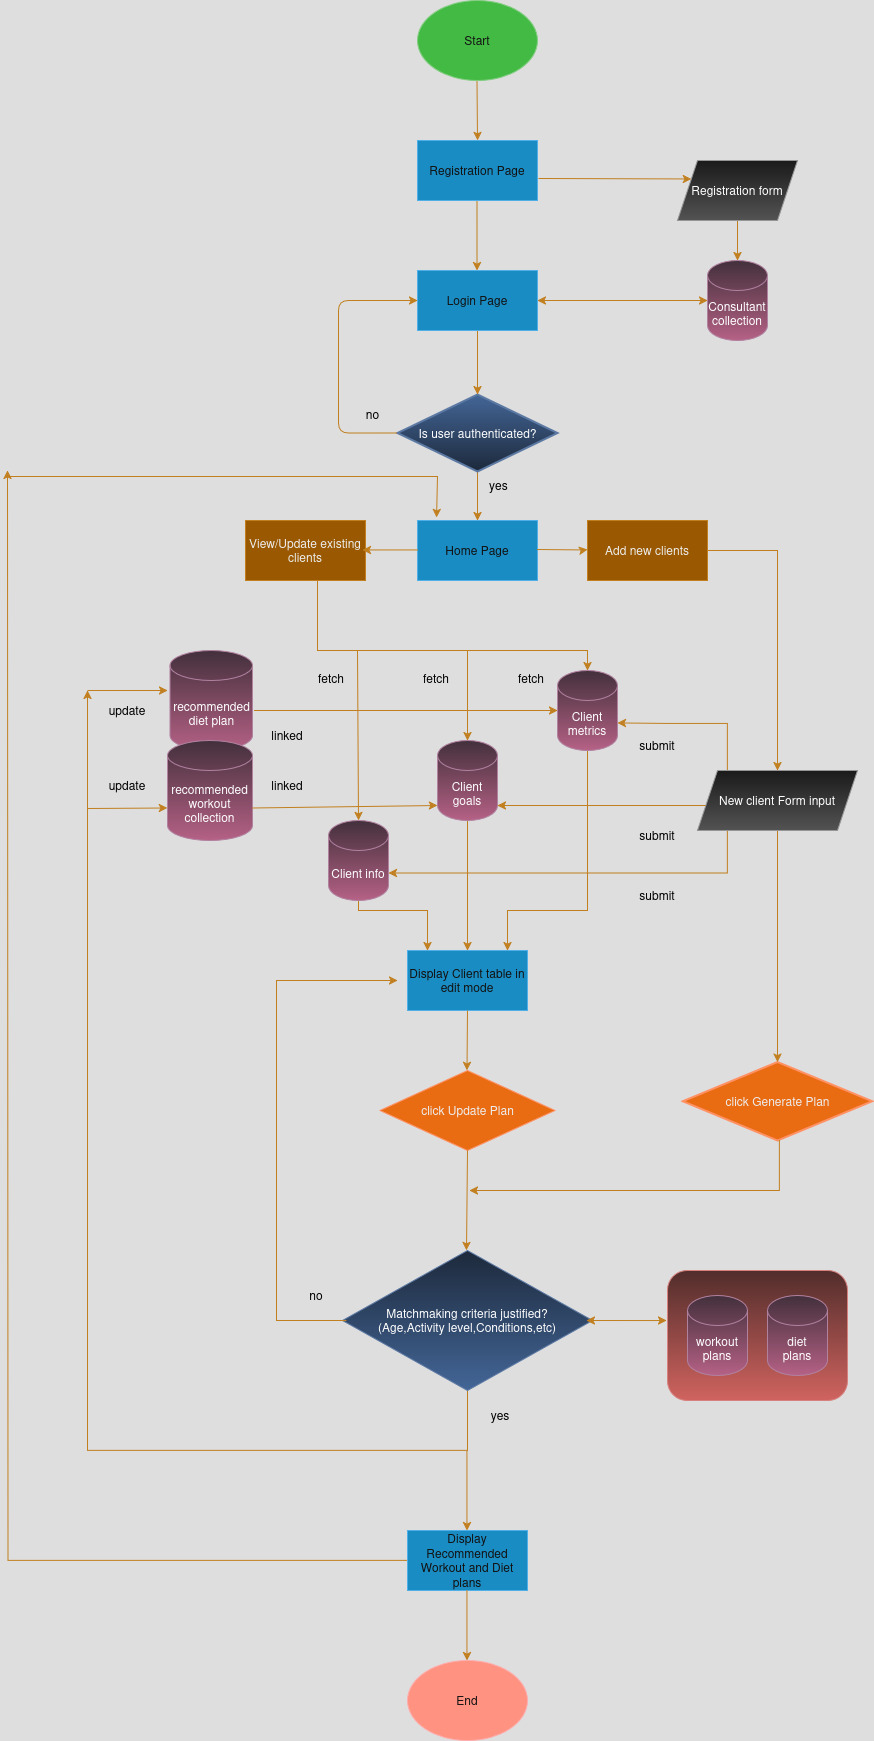 Start
Registration Page
Registration form
Login Page
Consultant
collection
no
Is user authenticated?
yes
View/Update existing
clients
Home Page
Add new clients
fetch
fetch
fetch
recommended
diet plan
update
linked
Client
metrics
submit
update
recommended
workout
collection
linked
Client
goals
New client Form input
submit
Client info
submit
Display Client table in
edit mode
click Update Plan
click Generate Plan
no
Matchmaking criteria justified?
(Age,Activity level,Conditions,etc)
workout
plans
diet
plans
yes
Display
Recommended
Workout and Diet
plans
End